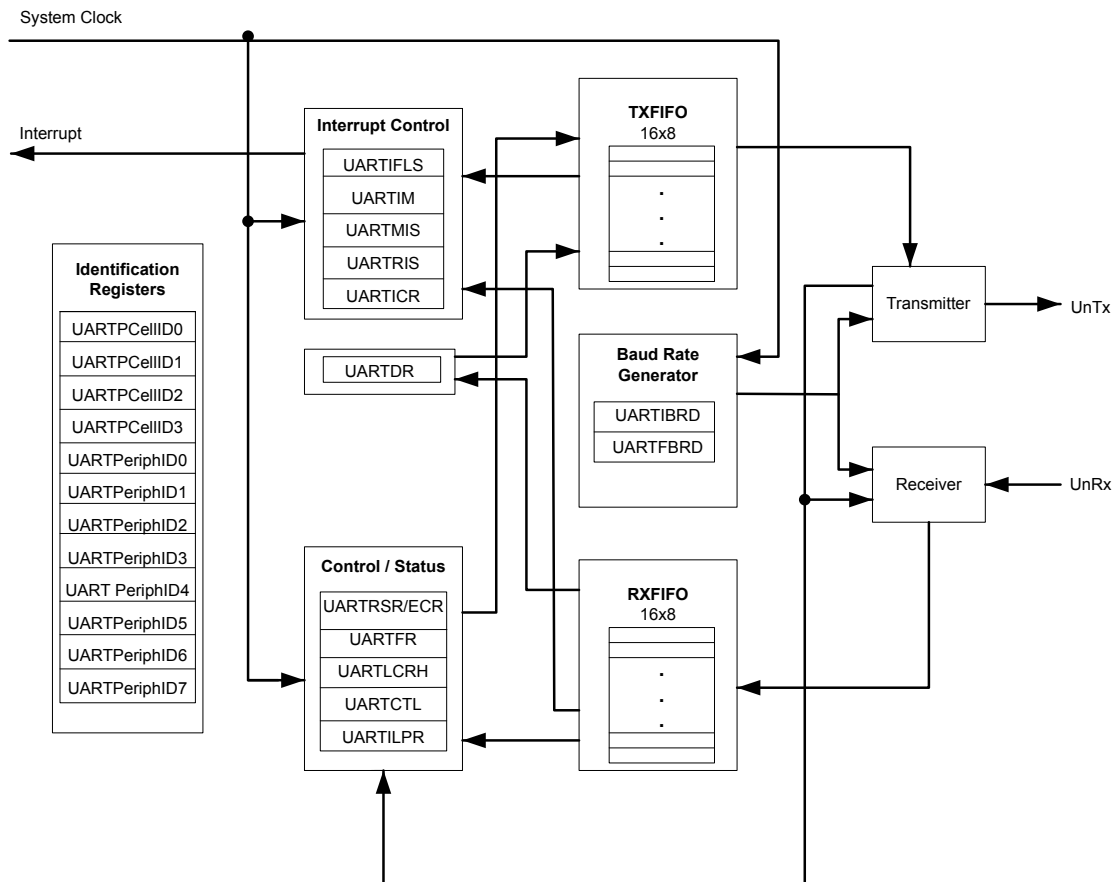 System Clock
Interrupt
Interrupt Control
UARTIFLS
UARTIM
UARTMIS
UARTRIS
UARTICR
TXFIFO
16x8
.
.
.
Identification
Registers
UARTPCellID0
UARTPCellID1
UARTPCellID2
UARTPCellID3
UARTPeriphID0
UARTPeriphID1
UARTPeriphID2
UARTPeriphID3
UART PeriphID4
UARTPeriphID5
UARTPeriphID6
UARTPeriphID7
UARTDR
Baud Rate
Generator
UARTIBRD
UARTFBRD
Transmitter
UnTx
Receiver
UnRx
Control / Status
UARTRSR/ECR
UARTFR
UARTLCRH
UARTCTL
UARTILPR
RXFIFO
16x8
.
.
.